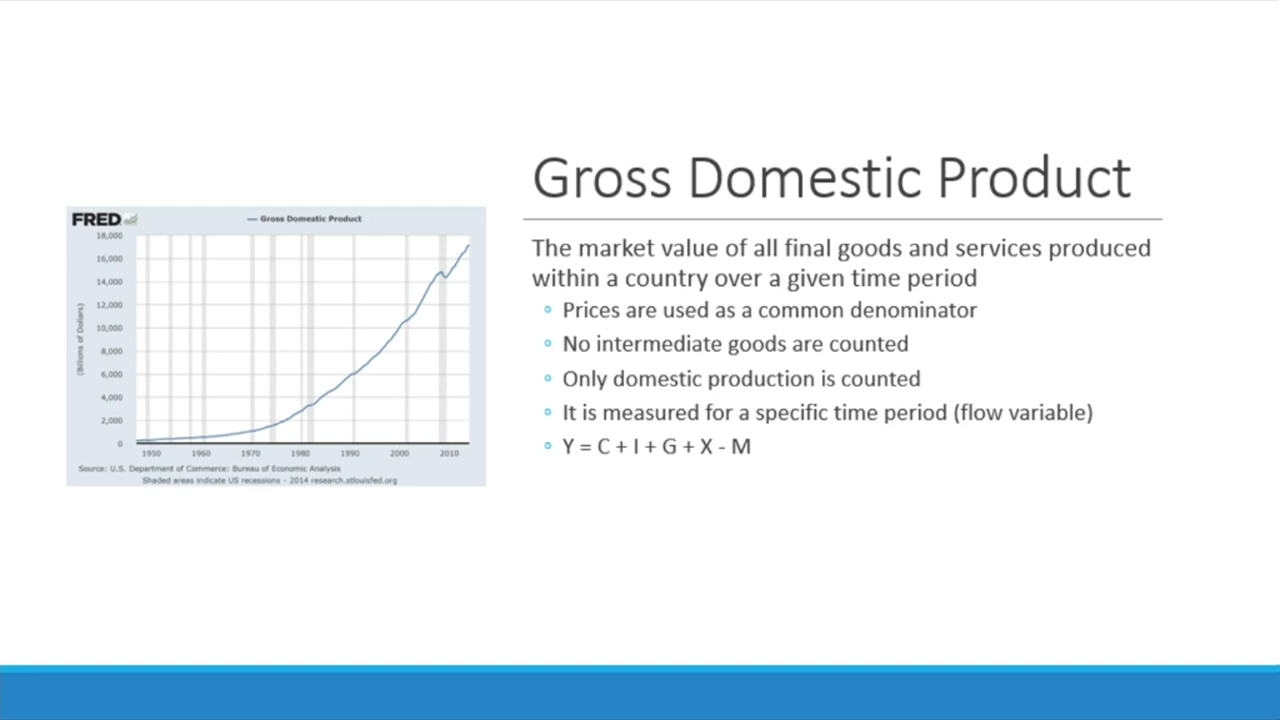 Gross Domestic Product
The market value of all final goods and services produced
within a country over a given time period
Prices are used as a common denominator
No intermediate goods are counted
Only domestic production is counted
It is measured for a specific time period (flow variable)
Y = C + I + G + X - M
FRED
Gross Domestic Product
(Billions of Dollars)
18,000
16,000
14,000
12,000
10,000
8,000
6,000
4,000
2,000
0
1950 1960 1970 1980 1990 2000 2010
Source: U.S. Department of Commerce: Bureau of Economic Analysis
Shaded areas indicate US recessions - 2014 research.stlouisfed.org